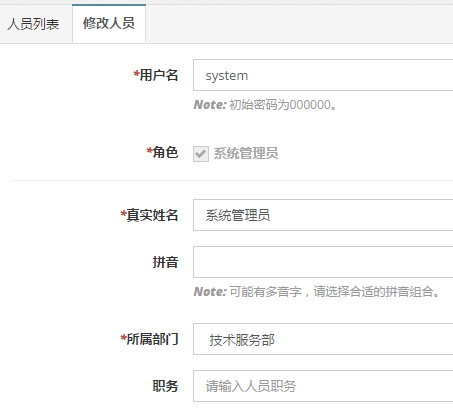 人员列表 修改人员
*用户名 system
Note: 初始密码为000000。
*角色 系统管理员
*真实姓名 系统管理员
拼音
Note: 可能有多音字，请选择合适的拼音组合。
*所属部门 技术服务部
职务 请输入人员职务